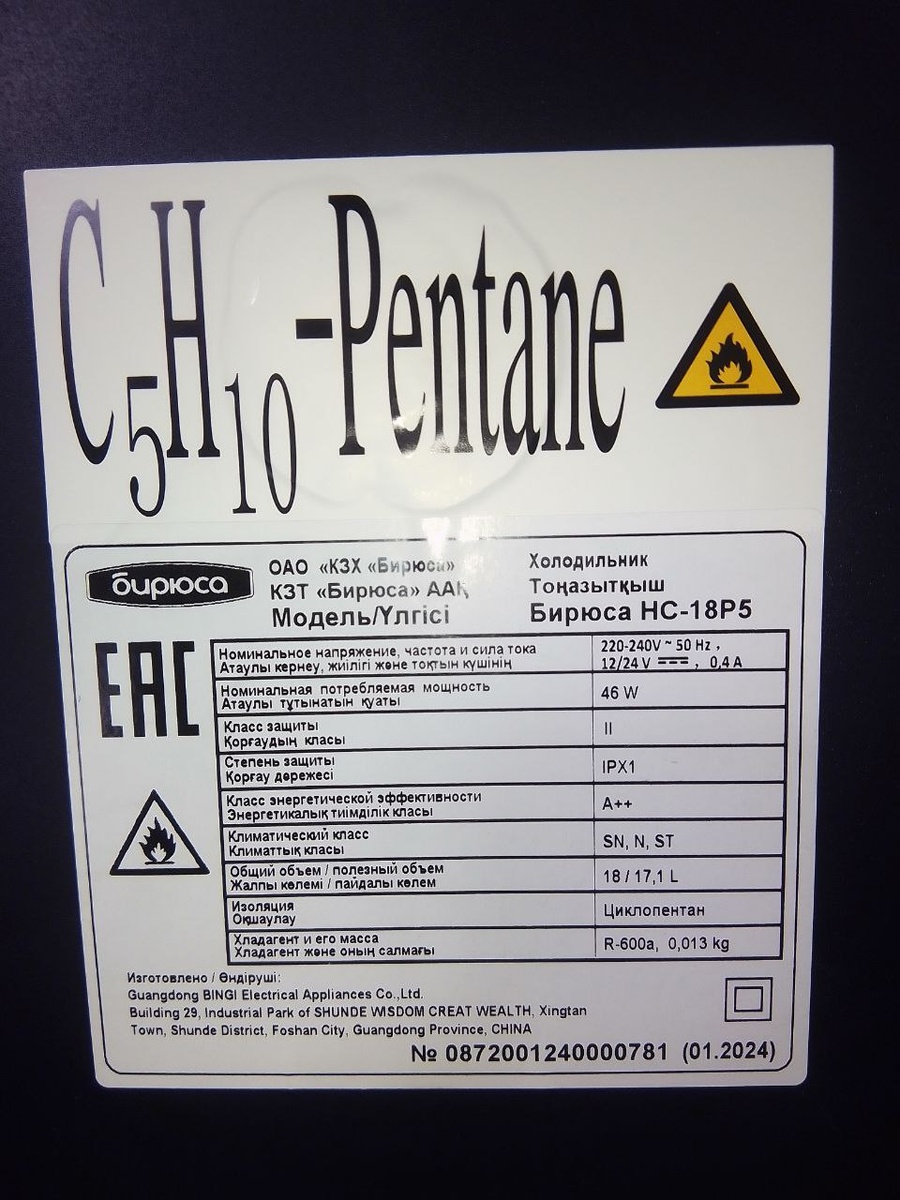 C5H10-Pentane
бирюса
ОАО «КЗХ «Бирюса»
КЗТ «Бирюса» ААҚ
Модель/Үлгісі
Холодильник
Тоңазытқыш
Бирюса НС-18Р5
EAC
Номинальное напряжение, частота и сила тока
Атаулы кернеу, жиілігі және тоқтын күшінің
220-240V ~ 50 Hz ,
12/24 V ⎓ , 0,4 A
Номинальная потребляемая мощность
Атаулы тұтынатын қуаты
46 W
Класс защиты
Қорғаудың класы
II
Степень защиты
Қорғау дәрежесі
IPX1
Класс энергетической эффективности
Энергетикалық тиімділік класы
A++
Климатический класс
Климаттық класы
SN, N, ST
Общий объем / полезный объем
Жалпы көлемі / пайдалы көлем
18 / 17,1 L
Изоляция
Оқшаулау
Циклопентан
Хладагент и его масса
Хладагент және оның салмағы
R-600a, 0,013 kg
Изготовлено / Өндіруші:
Guangdong BINGI Electrical Appliances Co.,Ltd.
Building 29, Industrial Park of SHUNDE WISDOM CREAT WEALTH, Xingtan
Town, Shunde District, Foshan City, Guangdong Province, CHINA
№ 0872001240000781 (01.2024)